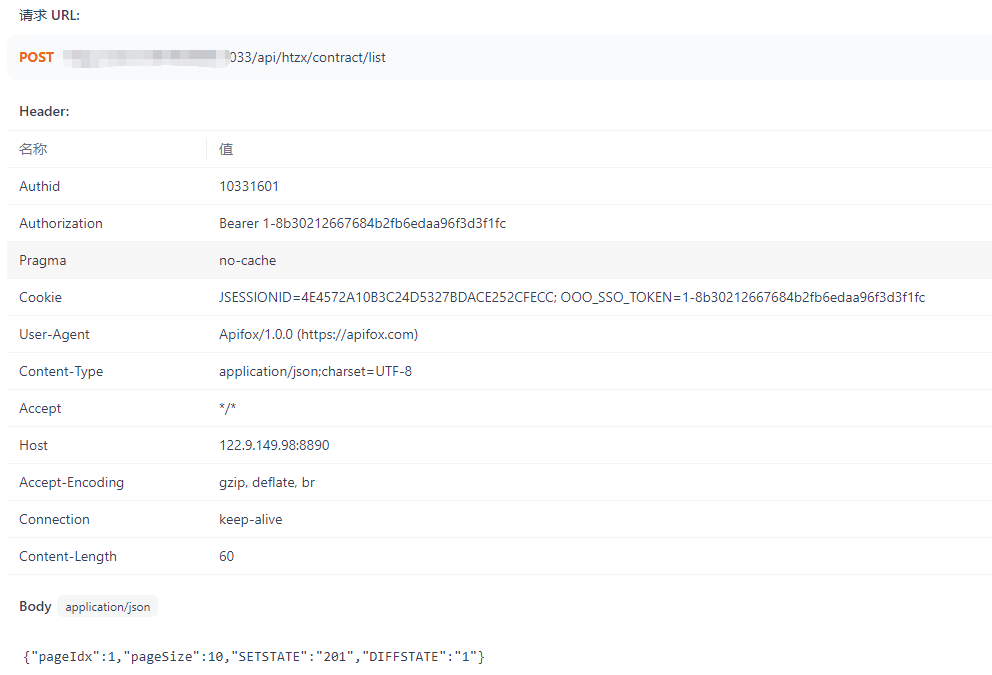 请求 URL:
POST 033/api/htzx/contract/list
Header:
名称 值
Authid 10331601
Authorization Bearer 1-8b30212667684b2fb6edaa96f3d3f1fc
Pragma no-cache
Cookie JSESSIONID=4E4572A10B3C24D5327BDACE252CFECC; OOO_SSO_TOKEN=1-8b30212667684b2fb6edaa96f3d3f1fc
User-Agent Apifox/1.0.0 (https://apifox.com)
Content-Type application/json;charset=UTF-8
Accept */*
Host 122.9.149.98:8890
Accept-Encoding gzip, deflate, br
Connection keep-alive
Content-Length 60
Body application/json
{"pageIdx":1,"pageSize":10,"SETSTATE":"201","DIFFSTATE":"1"}